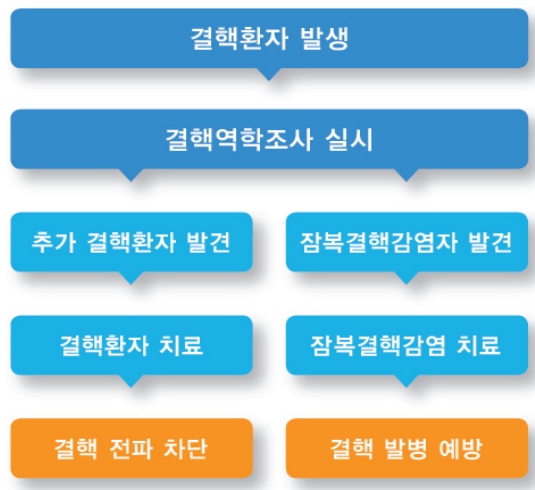 결핵환자 발생
결핵역학조사 실시
추가 결핵환자 발견
잠복결핵감염자 발견
결핵환자 치료
잠복결핵감염 치료
결핵 전파 차단
결핵 발병 예방